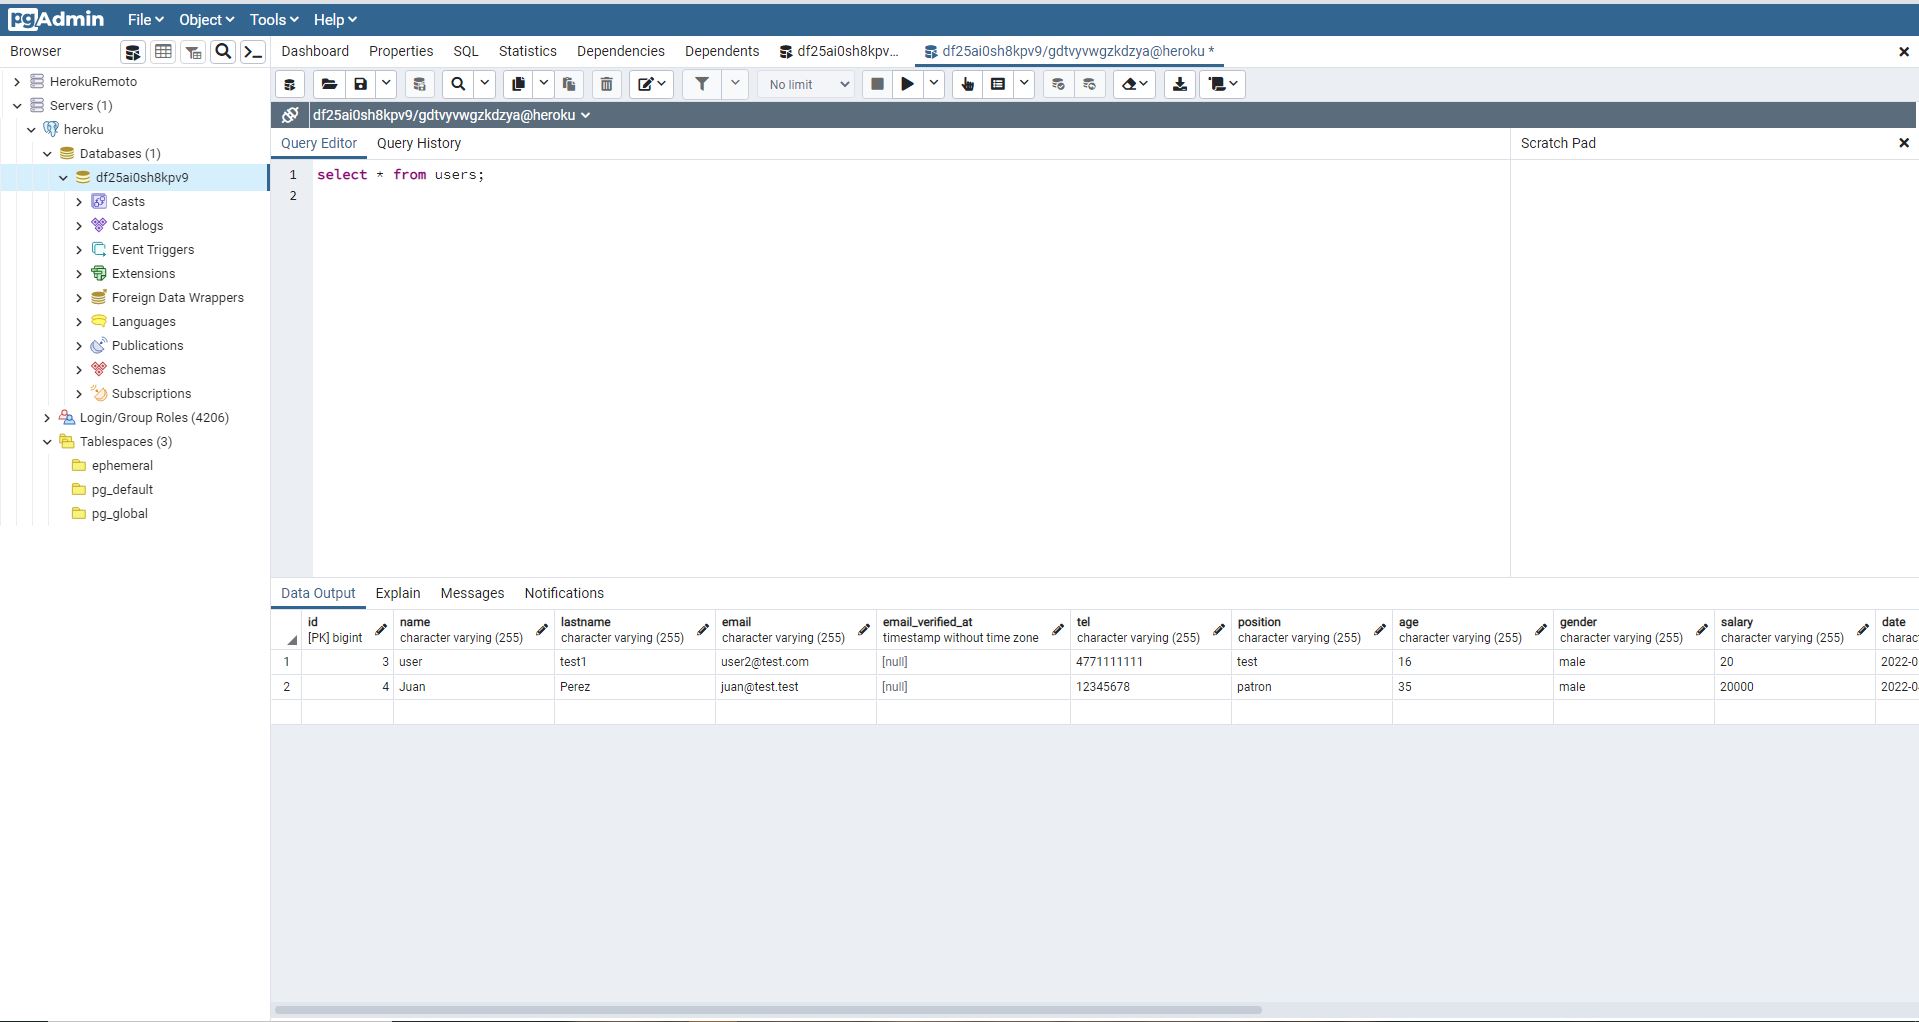 pgAdmin File Object Tools Help
Browser
Dashboard Properties SQL Statistics Dependencies Dependents df25ai0sh8kpv... df25ai0sh8kpv9/gdtvyvwgzkdzya@heroku *
No limit
df25ai0sh8kpv9/gdtvyvwgzkdzya@heroku
HerokuRemoto
Servers (1)
heroku
Databases (1)
df25ai0sh8kpv9
Casts
Catalogs
Event Triggers
Extensions
Foreign Data Wrappers
Languages
Publications
Schemas
Subscriptions
Login/Group Roles (4206)
Tablespaces (3)
ephemeral
pg_default
pg_global
Query Editor Query History
Scratch Pad
1 select * from users;
2
Data Output Explain Messages Notifications
id name lastname email email_verified_at tel position age gender salary date
[PK] bigint character varying (255) character varying (255) character varying (255) timestamp without time zone character varying (255) character varying (255) character varying (255) character varying (255) character varying (255) charac
1 3 user test1 user2@test.com [null] 4771111111 test 16 male 20 2022-0
2 4 Juan Perez juan@test.test [null] 12345678 patron 35 male 20000 2022-0